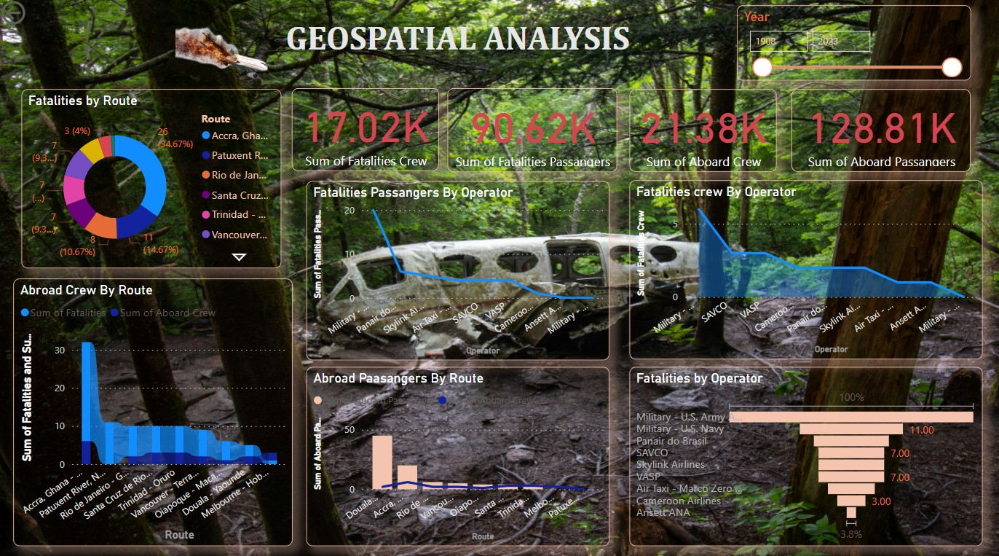 GEOSPATIAL ANALYSIS
Year
1908
2023
Fatalities by Route
3 (4%)
26
(34.67%)
7
(9.3...)
7
(...)
7
(9.3...)
8
(10.67%)
11
(14.67%)
Route
Accra, Gha...
Patuxent R...
Rio de Jan...
Santa Cruz...
Trinidad - ...
Vancouver...
17.02K
Sum of Fatalities Crew
90.62K
Sum of Fatalities Passangers
21.38K
Sum of Aboard Crew
128.81K
Sum of Aboard Passangers
Fatalities Passangers By Operator
Sum of Fatalities Pass...
20
10
0
Military - ...
Panair do...
Skylink Ai...
Air Taxi - ...
SAVCO
VASP
Cameroo...
Ansett A...
Military - ...
Operator
Fatalities crew By Operator
Sum of Fatalities Crew
5
0
Military - ...
SAVCO
VASP
Cameroo...
Panair do...
Skylink Ai...
Air Taxi - ...
Ansett A...
Military - ...
Operator
Abroad Crew By Route
Sum of Fatalities
Sum of Aboard Crew
Sum of Fatalities and Su...
30
20
10
0
Accra, Ghana - ...
Patuxent River, N...
Rio de Janeiro - G...
Santa Cruz de Rio...
Trinidad - Oruro
Vancouver - Terra...
Oiapoque - Maca...
Douala - Yaounde
Melbourne - Hob...
Route
Abroad Paasangers By Route
Aboard Crew
Sum of Aboard Pa...
50
0
Douala...
Accra, ...
Rio de ...
Vancou...
Oiapo...
Santa ...
Trinida...
Melbo...
Patuxe...
Route
Fatalities by Operator
100%
Military - U.S. Army
Military - U.S. Navy
11.00
Panair do Brasil
SAVCO
7.00
Skylink Airlines
VASP
7.00
Air Taxi - Marco Zero ...
Cameroon Airlines
3.00
Ansett ANA
3.8%